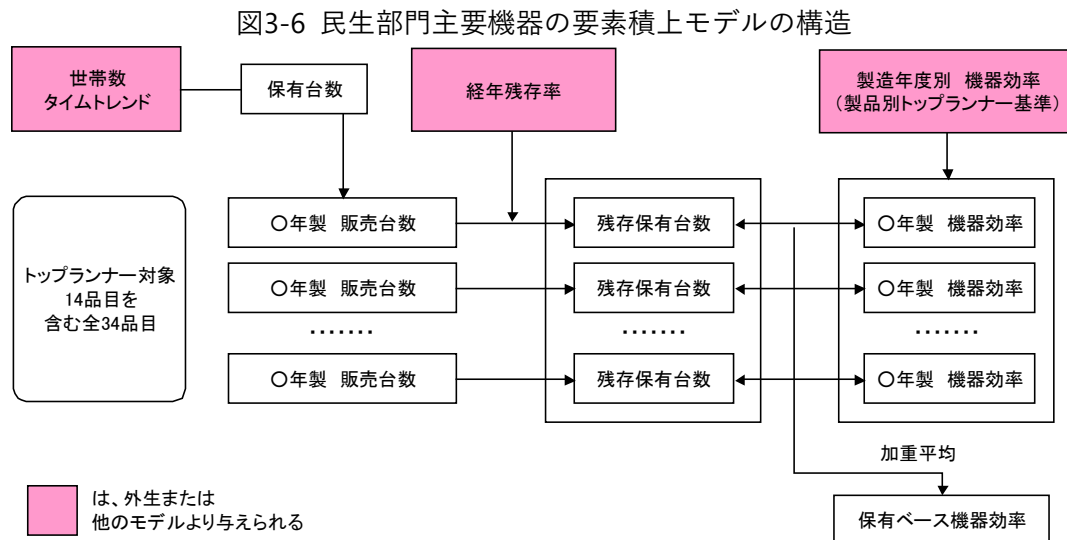 図3-6 民生部門主要機器の要素積上モデルの構造
世帯数
タイムトレンド
保有台数
経年残存率
製造年度別 機器効率
（製品別トップランナー基準）
トップランナー対象
14品目を
含む全34品目
〇年製 販売台数
残存保有台数
〇年製 機器効率
〇年製 販売台数
残存保有台数
〇年製 機器効率
‥‥‥‥
‥‥‥‥
‥‥‥‥
〇年製 販売台数
残存保有台数
〇年製 機器効率
加重平均
保有ベース機器効率
は、外生または
他のモデルより与えられる